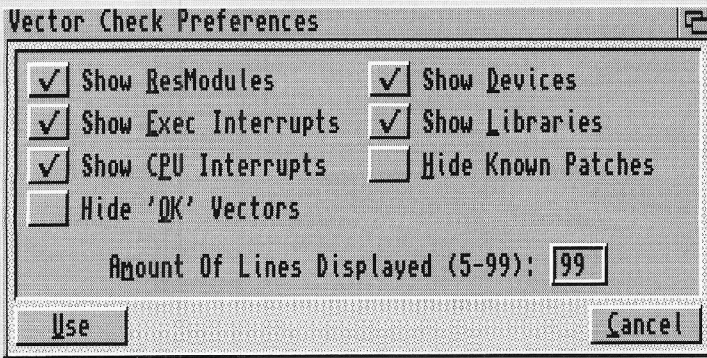 Vector Check Preferences
Show ResModules
Show Devices
Show Exec Interrupts
Show Libraries
Show CPU Interrupts
Hide Known Patches
Hide 'OK' Vectors
Amount Of Lines Displayed (5-99): 99
Use
Cancel